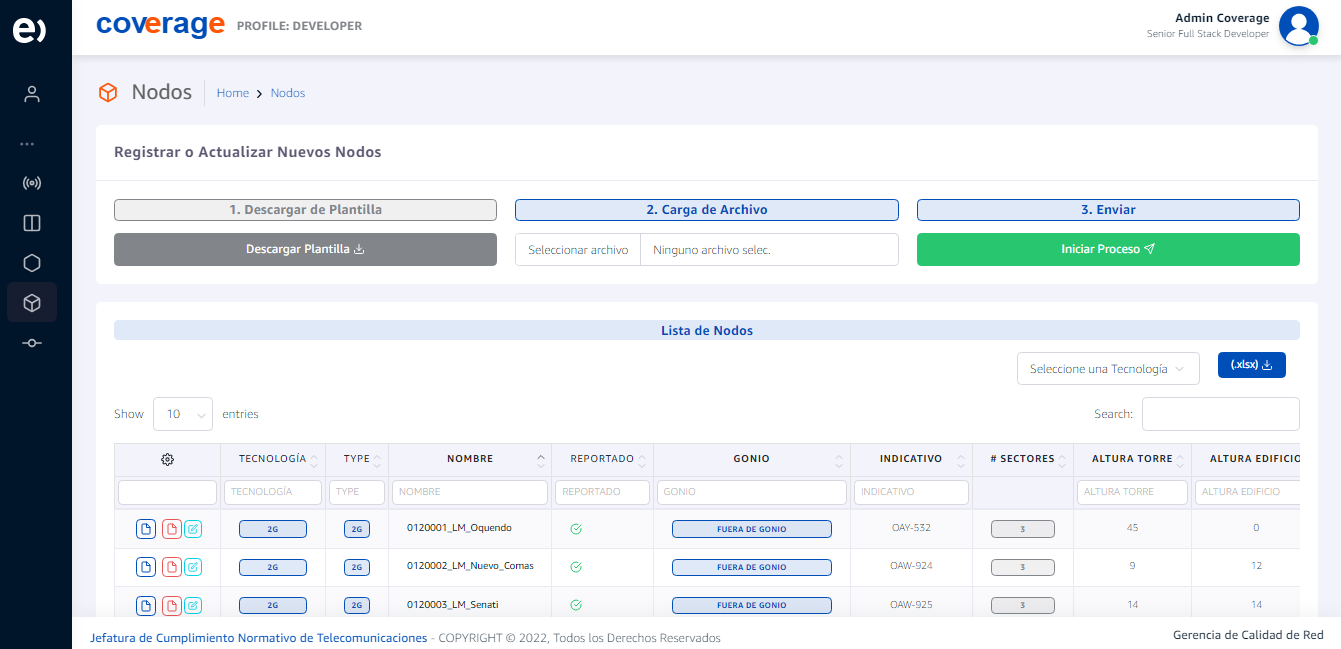 e)
coverage PROFILE: DEVELOPER
Admin Coverage
Senior Full Stack Developer
Nodos Home Nodos
Registrar o Actualizar Nuevos Nodos
1. Descargar de Plantilla 2. Carga de Archivo 3. Enviar
Descargar Plantilla Seleccionar archivo Ninguno archivo selec. Iniciar Proceso
Lista de Nodos
Seleccione una Tecnología (.xlsx)
Show 10 entries Search:
TECNOLOGÍA TYPE NOMBRE REPORTADO GONIO INDICATIVO # SECTORES ALTURA TORRE ALTURA EDIFICIO
TECNOLOGÍA TYPE NOMBRE REPORTADO GONIO INDICATIVO ALTURA TORRE ALTURA EDIFICIO
2G 2G 0120001_LM_Oquendo FUERA DE GONIO OAY-532 3 45 0
2G 2G 0120002_LM_Nuevo_Comas FUERA DE GONIO OAW-924 3 9 12
2G 2G 0120003_LM_Senati FUERA DE GONIO OAW-925 3 14 14
Jefatura de Cumplimiento Normativo de Telecomunicaciones - COPYRIGHT © 2022, Todos los Derechos Reservados
Gerencia de Calidad de Red